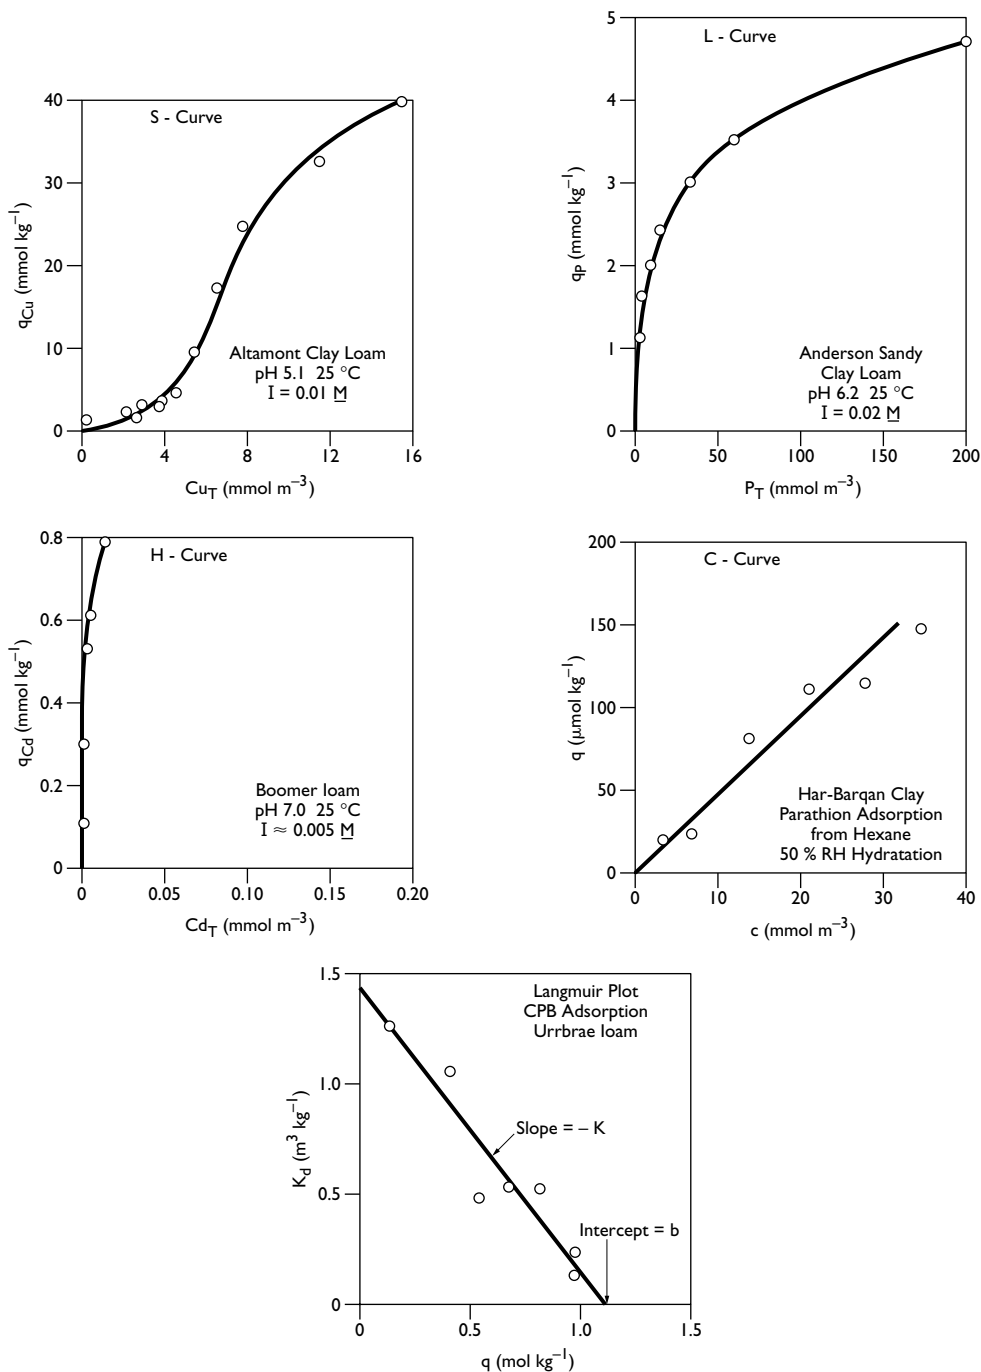 S - Curve
40
30
20
10
0
q_Cu (mmol kg⁻¹)
Altamont Clay Loam
pH 5.1 25 °C
I = 0.01 M
0 4 8 12 16
Cu_T (mmol m⁻³)
L - Curve
5
4
3
2
1
0
q_P (mmol kg⁻¹)
Anderson Sandy
Clay Loam
pH 6.2 25 °C
I = 0.02 M
0 50 100 150 200
P_T (mmol m⁻³)
H - Curve
0.8
0.6
0.4
0.2
0
q_Cd (mmol kg⁻¹)
Boomer loam
pH 7.0 25 °C
I ≈ 0.005 M
0 0.05 0.10 0.15 0.20
Cd_T (mmol m⁻³)
C - Curve
200
150
100
50
0
q (μmol kg⁻¹)
Har-Barqan Clay
Parathion Adsorption
from Hexane
50 % RH Hydratation
0 10 20 30 40
c (mmol m⁻³)
Langmuir Plot
CPB Adsorption
Urrbrae loam
1.5
1.0
0.5
0
K_d (m³ kg⁻¹)
Slope = – K
Intercept = b
0 0.5 1.0 1.5
q (mol kg⁻¹)